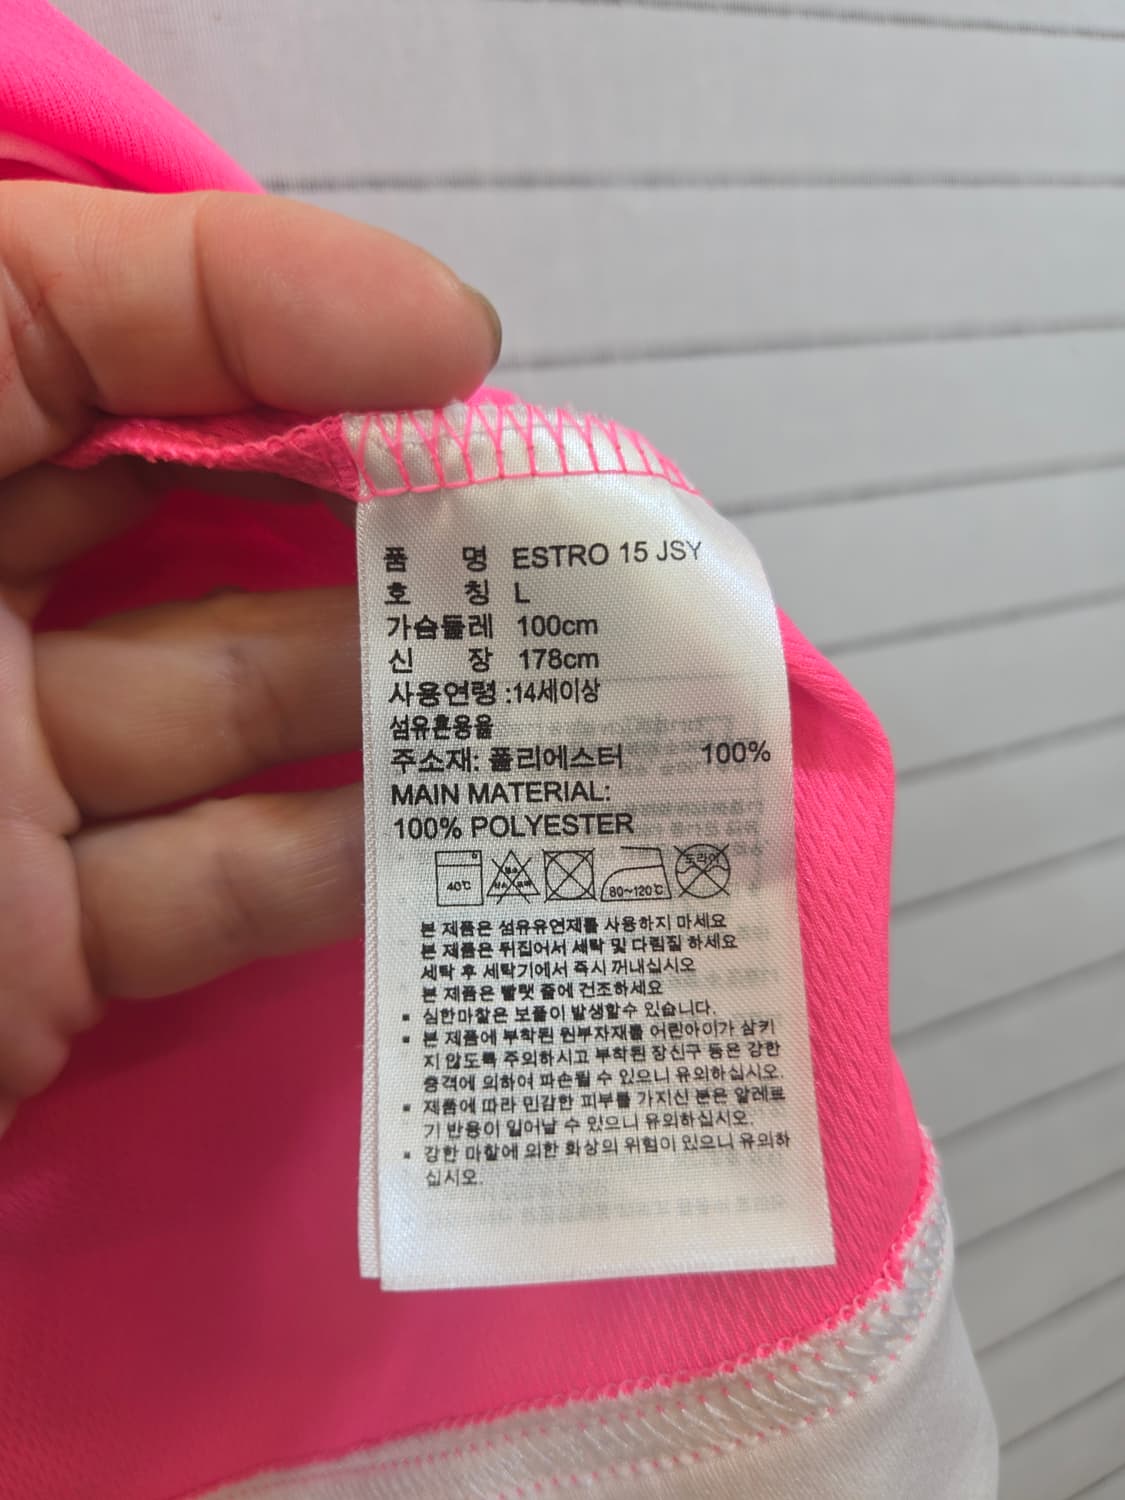 품 명 ESTRO 15 JSY
호 칭 L
가슴둘레 100cm
신 장 178cm
사용연령 :14세이상
섬유혼용율
주소재: 폴리에스터 100%
MAIN MATERIAL:
100% POLYESTER
40℃ 80~120℃ 드라이
본 제품은 섬유유연제를 사용하지 마세요
본 제품은 뒤집어서 세탁 및 다림질 하세요
세탁 후 세탁기에서 즉시 꺼내십시오
본 제품은 빨랫 줄에 건조하세요
▪ 심한마찰은 보풀이 발생할수 있습니다.
▪ 본 제품에 부착된 원부자재를 어린아이가 삼키
지 않도록 주의하시고 부착된 장신구 등은 강한
충격에 의하여 파손될 수 있으니 유의하십시오.
▪ 제품에 따라 민감한 피부를 가지신 분은 알레르
기 반응이 일어날 수 있으니 유의하십시오.
▪ 강한 마찰에 의한 화상의 위험이 있으니 유의하
십시오.